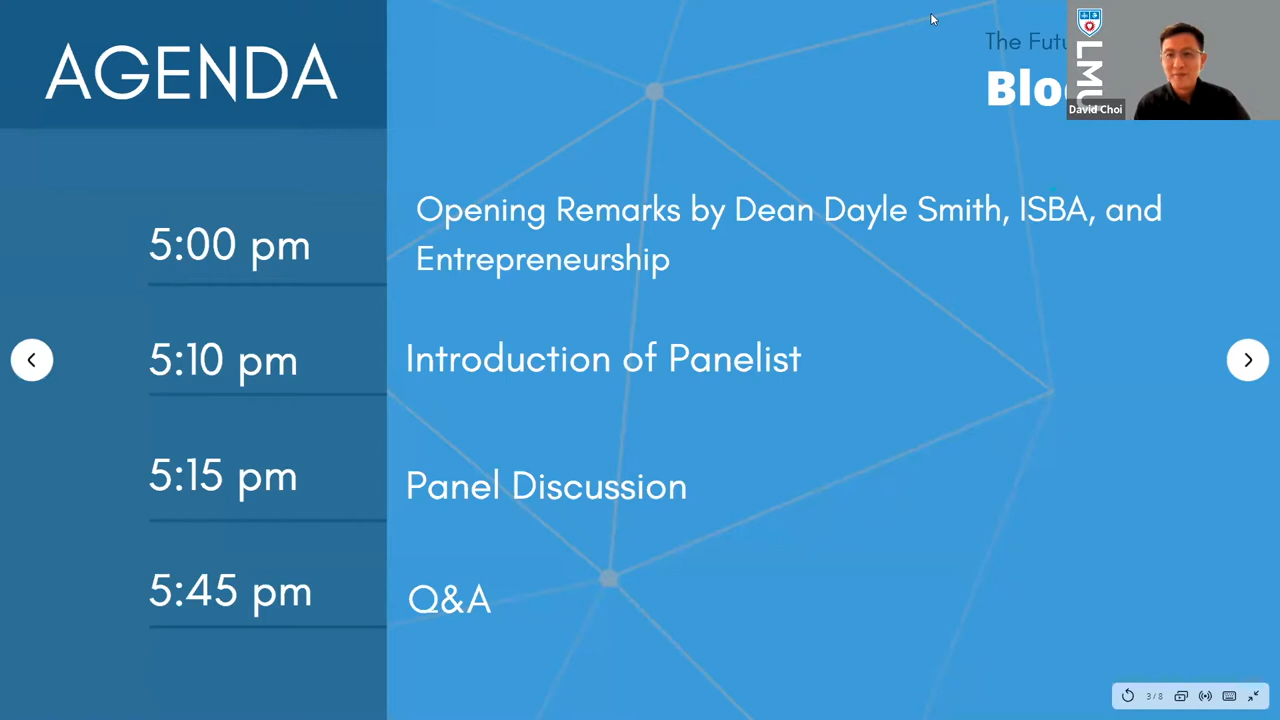 AGENDA
The Futu
Blo
LMU
David Choi
5:00 pm
Opening Remarks by Dean Dayle Smith, ISBA, and
Entrepreneurship
5:10 pm
Introduction of Panelist
5:15 pm
Panel Discussion
5:45 pm
Q&A
3/8